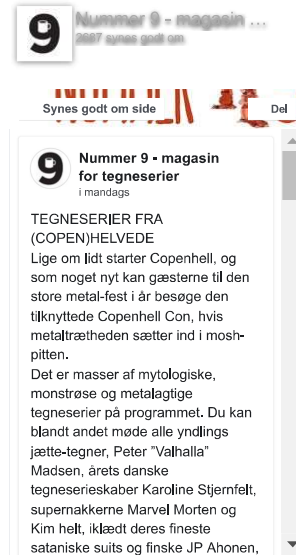 9
Nummer 9 - magasin ...
3687 synes godt om
NUMMER
Synes godt om side
Del
9
Nummer 9 - magasin
for tegneserier
i mandags
TEGNESERIER FRA
(COPEN)HELVEDE
Lige om lidt starter Copenhell, og
som noget nyt kan gæsterne til den
store metal-fest i år besøge den
tilknyttede Copenhell Con, hvis
metaltrætheden sætter ind i mosh-
pitten.
Det er masser af mytologiske,
monstrøse og metalagtige
tegneserier på programmet. Du kan
blandt andet møde alle yndlings
jætte-tegner, Peter "Valhalla"
Madsen, årets danske
tegneserieskaber Karoline Stjernfelt,
supernakkerne Marvel Morten og
Kim helt, iklædt deres fineste
sataniske suits og finske JP Ahonen,